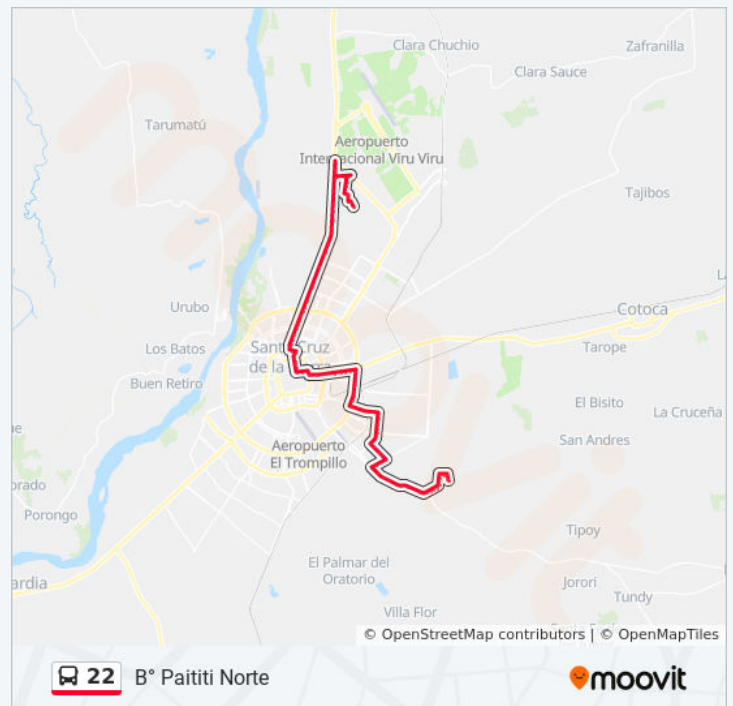 Clara Chuchio
Zafranilla
Clara Sauce
Tarumatú
Aeropuerto
Internacional Viru Viru
Tajibos
Urubo
Cotoca
Santa Cruz
de la Sierra
Los Batos
Tarope
Buen Retiro
El Bisito
La Cruceña
San Andres
Aeropuerto
El Trompillo
Porongo
Tipoy
El Palmar del
Oratorio
Jorori
Tundy
Villa Flor
© OpenStreetMap contributors | © OpenMapTiles
22 B° Paititi Norte
moovit